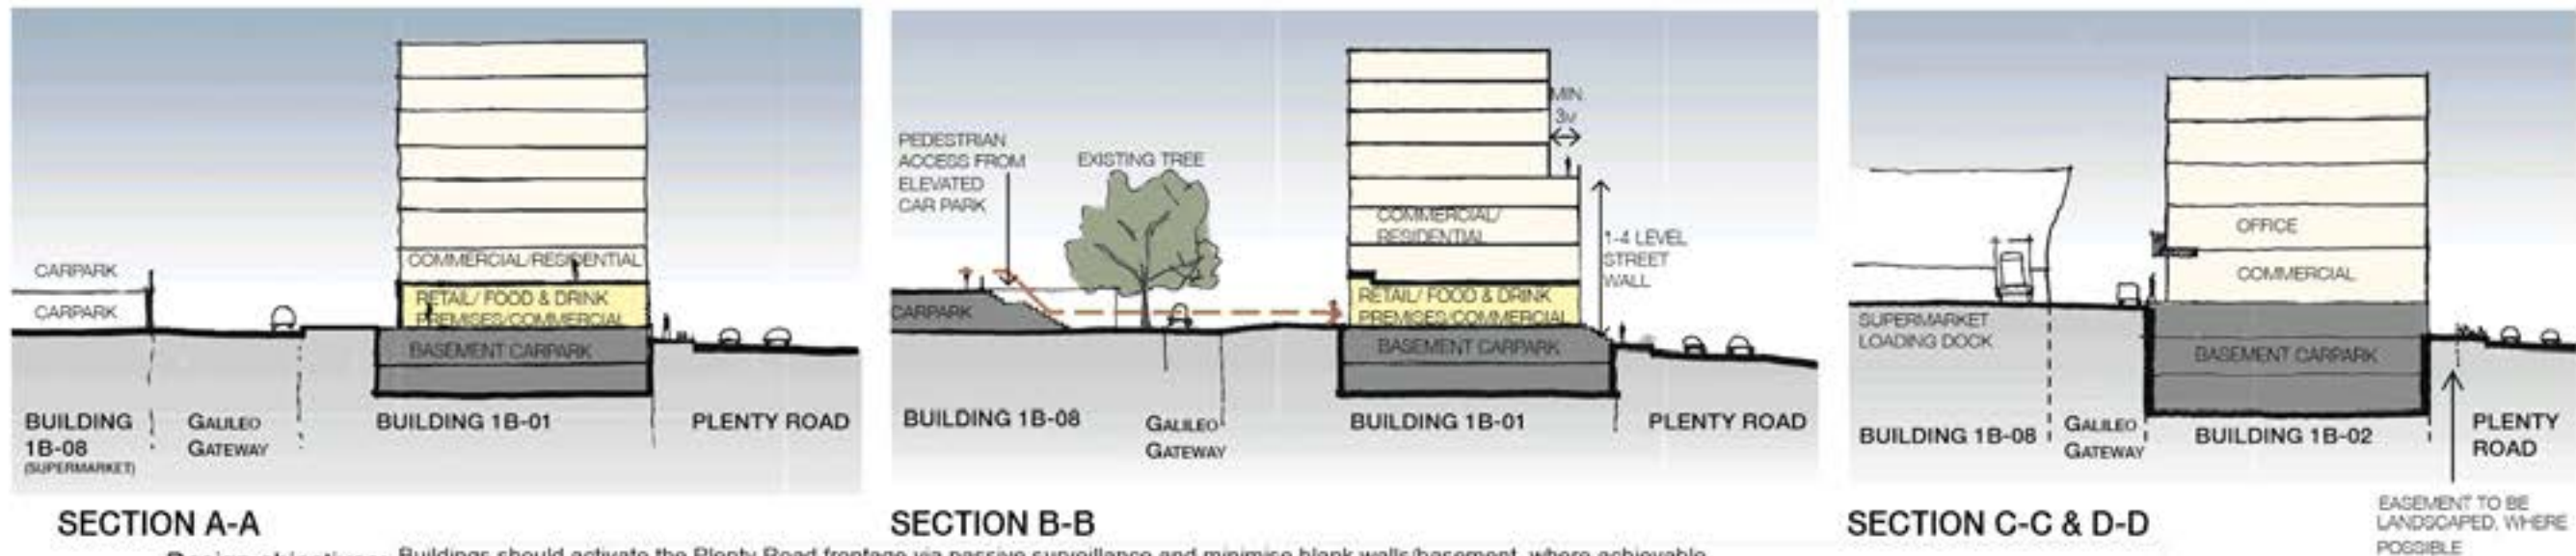 CARPARK
CARPARK
COMMERCIAL/RESIDENTIAL
RETAIL/ FOOD & DRINK
PREMISES/COMMERCIAL
BASEMENT CARPARK
BUILDING
1B-08
(SUPERMARKET)
GALILEO
GATEWAY
BUILDING 1B-01
PLENTY ROAD
SECTION A-A
PEDESTRIAN
ACCESS FROM
ELEVATED
CAR PARK
EXISTING TREE
MIN.
3M
COMMERCIAL/
RESIDENTIAL
1-4 LEVEL
STREET
WALL
CARPARK
RETAIL/ FOOD & DRINK
PREMISES/COMMERCIAL
BASEMENT CARPARK
BUILDING 1B-08
GALILEO
GATEWAY
BUILDING 1B-01
PLENTY ROAD
SECTION B-B
OFFICE
COMMERCIAL
SUPERMARKET
LOADING DOCK
BASEMENT CARPARK
BUILDING 1B-08
GALILEO
GATEWAY
BUILDING 1B-02
PLENTY
ROAD
SECTION C-C & D-D
EASEMENT TO BE
LANDSCAPED, WHERE
POSSIBLE
Buildings should activate the Plenty Road frontage via passive surveillance and minimise blank walls/basement, where achievable